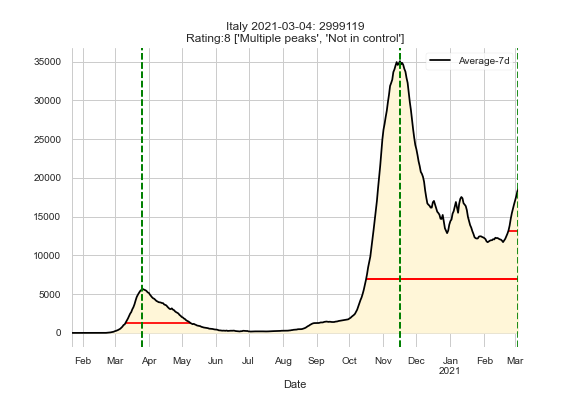 Italy 2021-03-04: 2999119
Rating:8 ['Multiple peaks', 'Not in control']
Average-7d
35000
30000
25000
20000
15000
10000
5000
0
Feb Mar Apr May Jun Jul Aug Sep Oct Nov Dec Jan Feb Mar
2021
Date